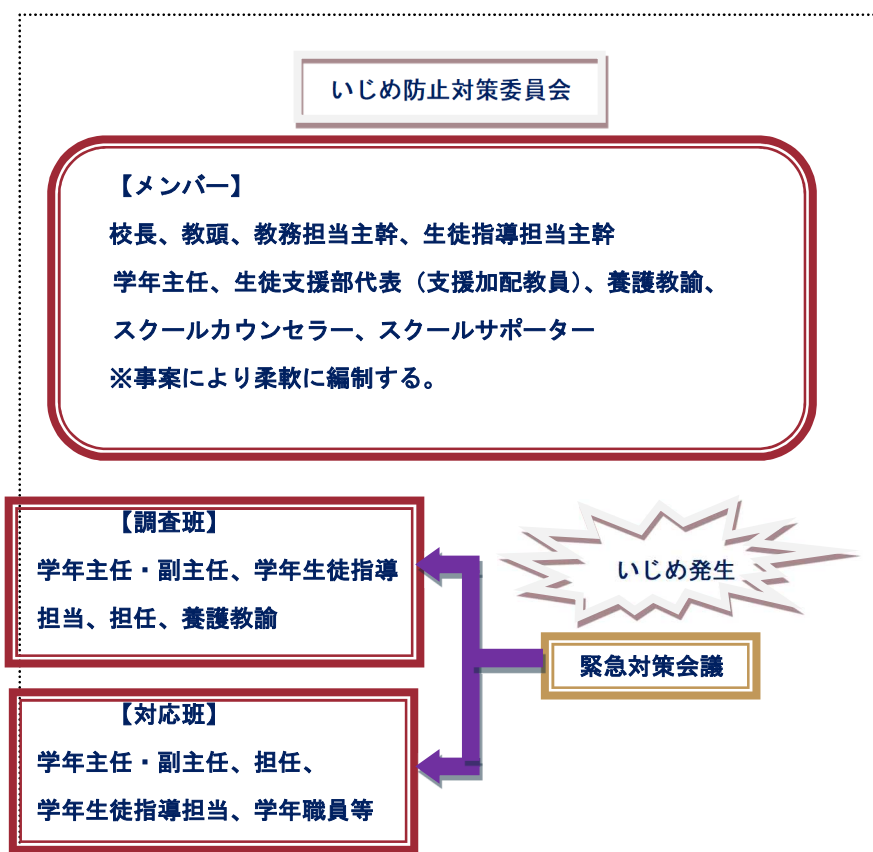 いじめ防止対策委員会
【メンバー】
校長、教頭、教務担当主幹、生徒指導担当主幹
学年主任、生徒支援部代表（支援加配教員）、養護教諭、
スクールカウンセラー、スクールサポーター
※事案により柔軟に編制する。
【調査班】
学年主任・副主任、学年生徒指導
担当、担任、養護教諭
いじめ発生
緊急対策会議
【対応班】
学年主任・副主任、担任、
学年生徒指導担当、学年職員等